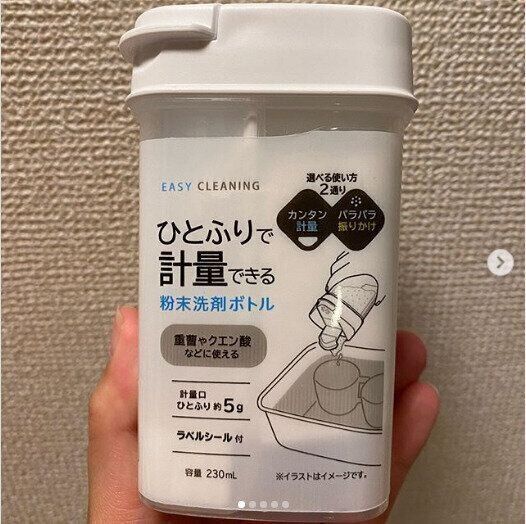 EASY CLEANING
選べる使い方
2通り
カンタン
計量
パラパラ
振りかけ
ひとふりで
計量できる
粉末洗剤ボトル
重曹やクエン酸
などに使える
計量口
ひとふり約5g
ラベルシール付
容量 230mL
※イラストはイメージです。